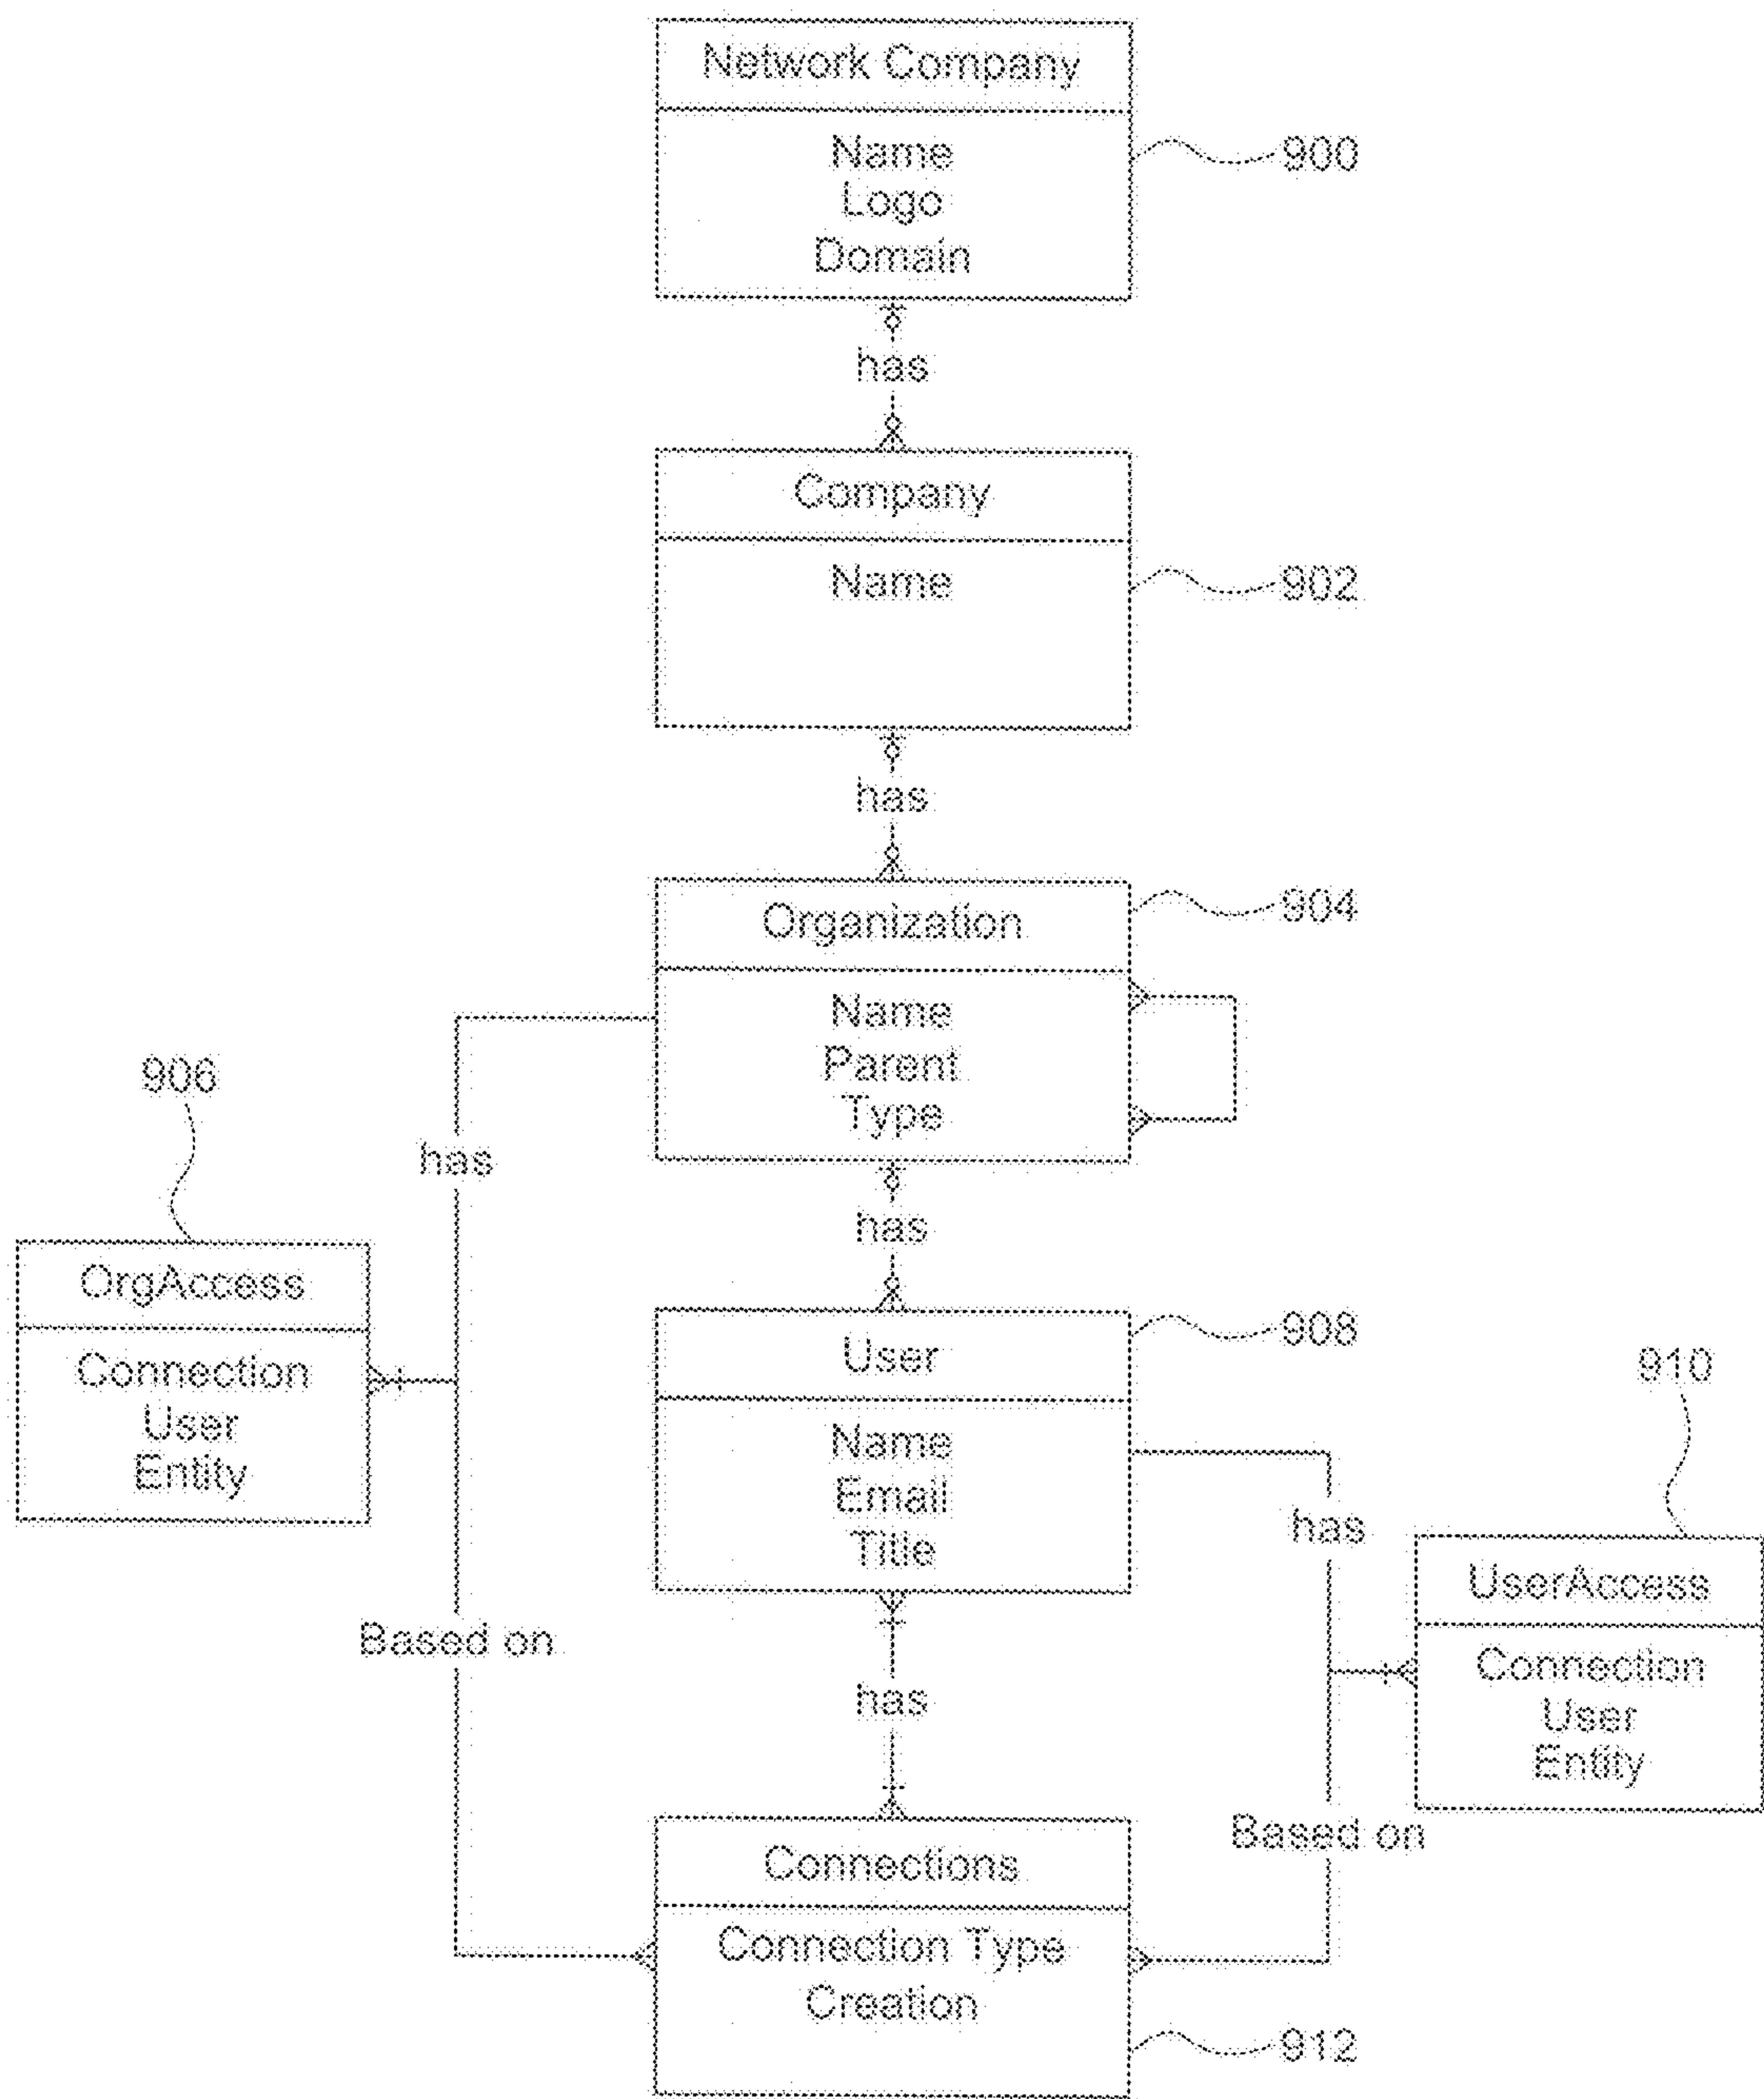 Network Company
Name
Logo
Domain
900
has
Company
Name
902
has
Organization
904
Name
Parent
Type
906
has
has
OrgAccess
Connection
User
Entity
User
908
Name
Email
Title
910
has
UserAccess
Connection
User
Entity
Based on
has
Based on
Connections
Connection Type
Creation
912